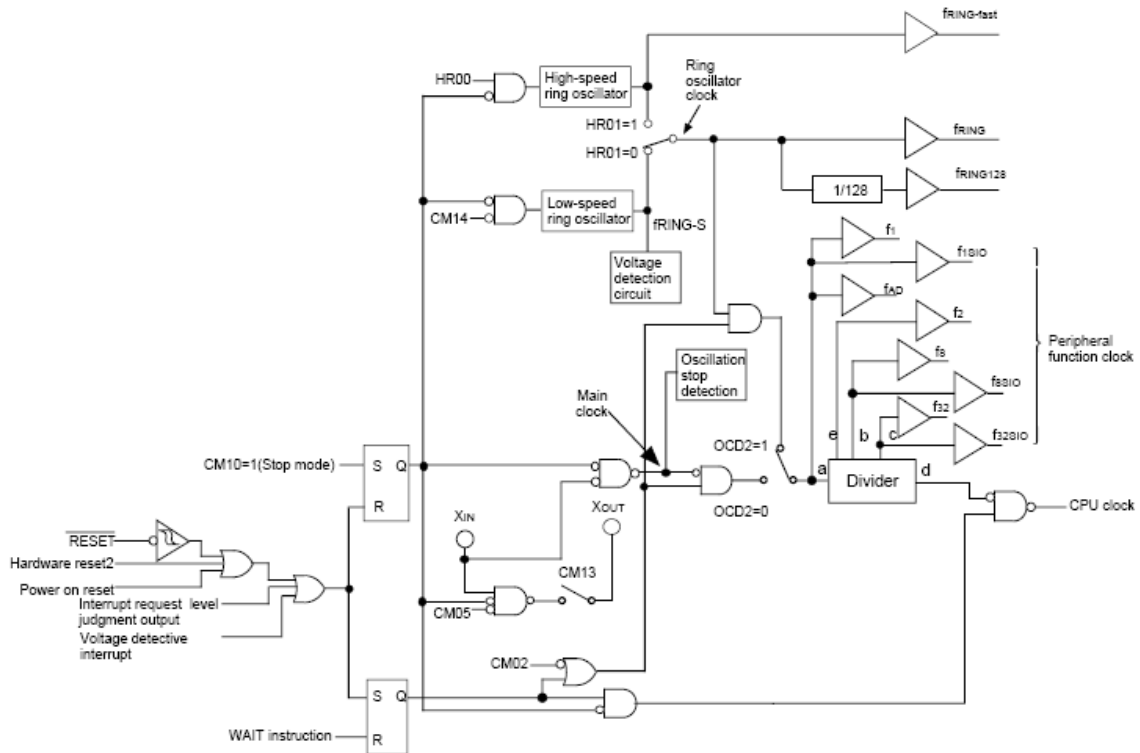 fRING-fast
HR00
High-speed
ring oscillator
Ring
oscillator
clock
HR01=1
HR01=0
fRING
1/128
fRING128
CM14
Low-speed
ring oscillator
fRING-S
Voltage
detection
circuit
f1
f1SIO
fAD
f2
f8
f8SIO
f32
f32SIO
Peripheral
function clock
Oscillation
stop
detection
Main
clock
OCD2=1
OCD2=0
e
b
c
a
Divider
d
CPU clock
CM10=1(Stop mode)
S
Q
R
XIN
XOUT
CM13
CM05
RESET
Hardware reset2
Power on reset
Interrupt request level
judgment output
Voltage detective
interrupt
CM02
S
Q
R
WAIT instruction